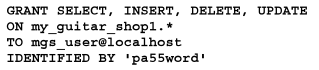 GRANT SELECT, INSERT, DELETE, UPDATE
ON my_guitar_shop1.*
TO mgs_user@localhost
IDENTIFIED BY 'pa55word'